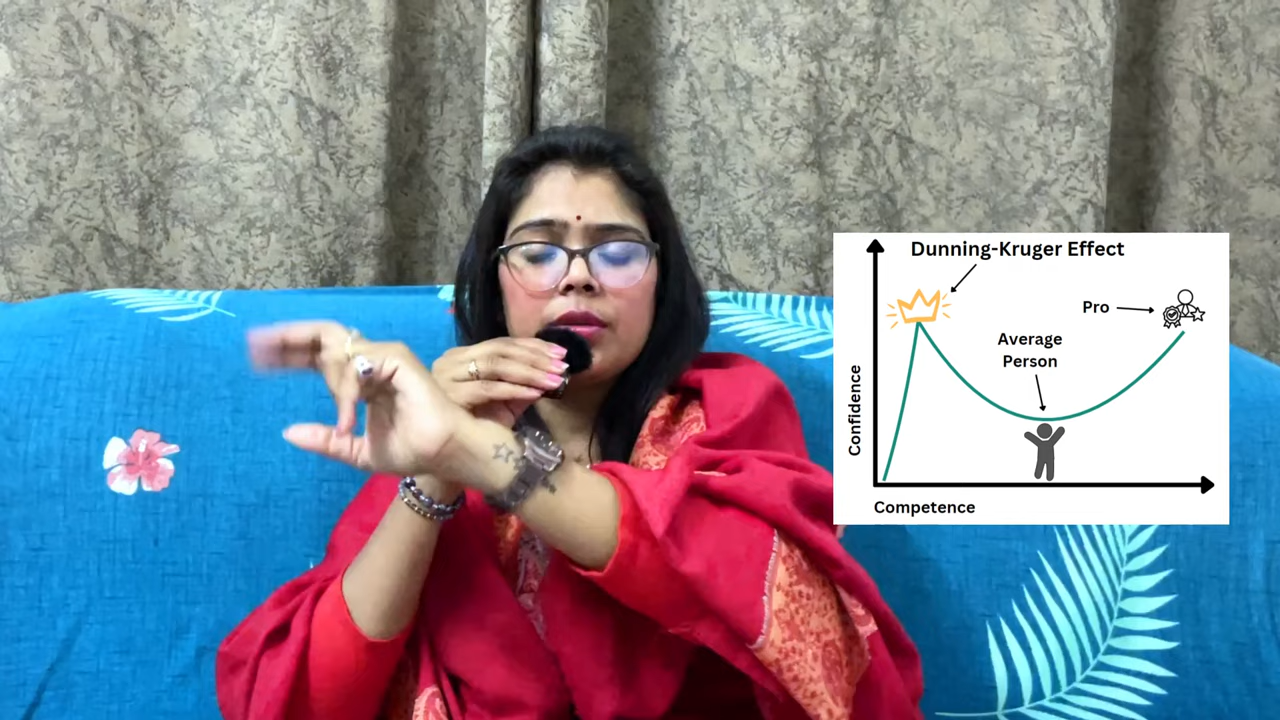 Dunning-Kruger Effect
Pro
Average
Person
Confidence
Competence